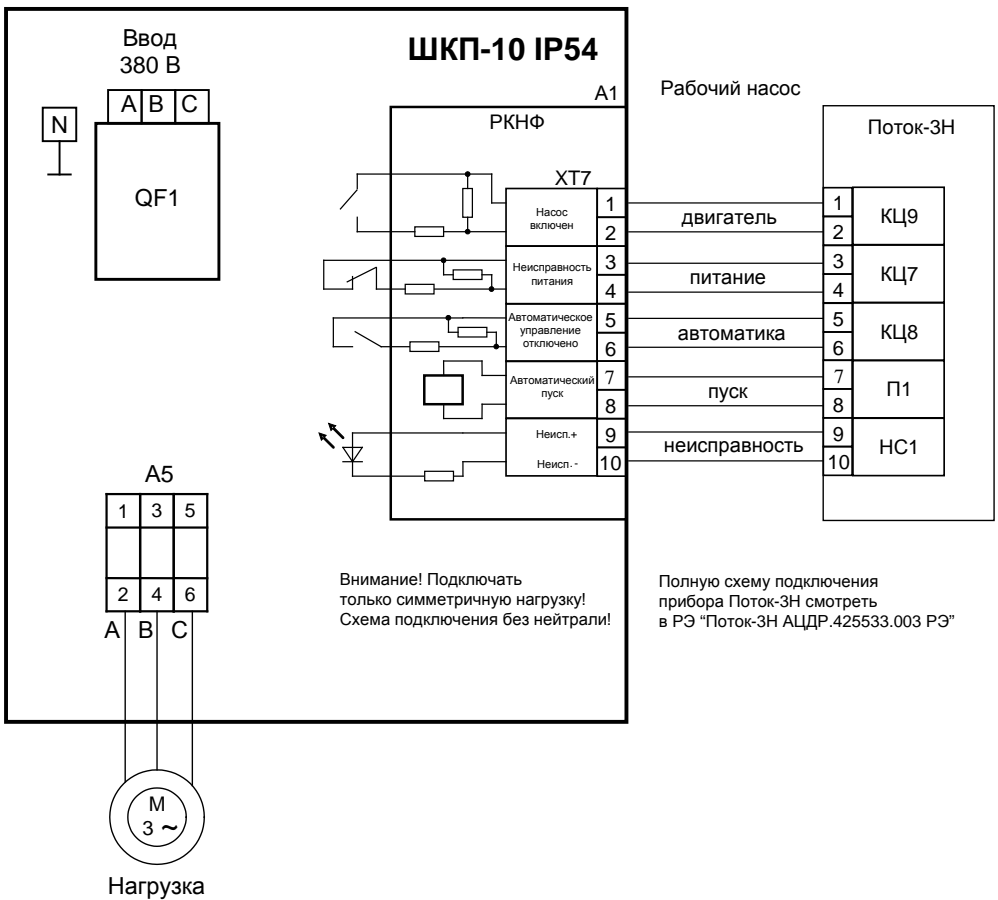 Ввод
380 В
ШКП-10 IP54
A B C
N
QF1
A1
РКНФ
XT7
Насос
включен
1
2
Неисправность
питания
3
4
Автоматическое
управление
отключено
5
6
Автоматический
пуск
7
8
Неисп.+
9
Неисп.-
10
Рабочий насос
двигатель
питание
автоматика
пуск
неисправность
Поток-3Н
1
2
КЦ9
3
4
КЦ7
5
6
КЦ8
7
8
П1
9
10
НС1
A5
1 3 5
2 4 6
A B C
Внимание! Подключать
только симметричную нагрузку!
Схема подключения без нейтрали!
Полную схему подключения
прибора Поток-3Н смотреть
в РЭ “Поток-3Н АЦДР.425533.003 РЭ”
М
3 ~
Нагрузка